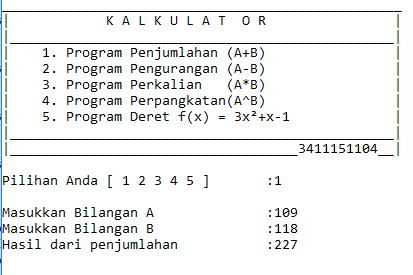 K A L K U L A T O R
1. Program Penjumlahan (A+B)
2. Program Pengurangan (A-B)
3. Program Perkalian (A*B)
4. Program Perpangkatan(A^B)
5. Program Deret f(x) = 3x²+x-1
3411151104
Pilihan Anda [ 1 2 3 4 5 ] :1
Masukkan Bilangan A :109
Masukkan Bilangan B :118
Hasil dari penjumlahan :227